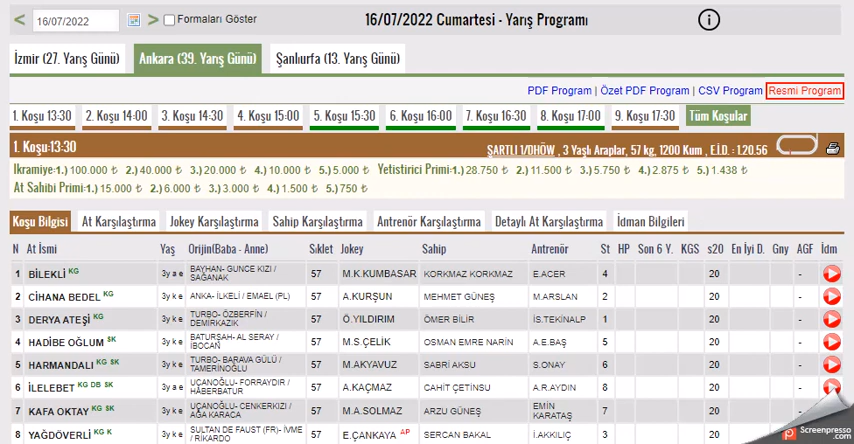 < 16/07/2022 > Formaları Göster 16/07/2022 Cumartesi - Yarış Programı
İzmir (27. Yarış Günü) Ankara (39. Yarış Günü) Şanlıurfa (13. Yarış Günü)
PDF Program | Özet PDF Program | CSV Program Resmi Program
1. Koşu 13:30 2. Koşu 14:00 3. Koşu 14:30 4. Koşu 15:00 5. Koşu 15:30 6. Koşu 16:00 7. Koşu 16:30 8. Koşu 17:00 9. Koşu 17:30 Tüm Koşular
1. Koşu:13:30 ŞARTLI 1/DHÖW , 3 Yaşlı Araplar, 57 kg, 1200 Kum , E.İ.D. : 1.20.56
Ikramiye:1.) 100.000 ₺ 2.) 40.000 ₺ 3.) 20.000 ₺ 4.) 10.000 ₺ 5.) 5.000 ₺ Yetistirici Primi:1.) 28.750 ₺ 2.) 11.500 ₺ 3.) 5.750 ₺ 4.) 2.875 ₺ 5.) 1.438 ₺
At Sahibi Primi:1.) 15.000 ₺ 2.) 6.000 ₺ 3.) 3.000 ₺ 4.) 1.500 ₺ 5.) 750 ₺
Koşu Bilgisi At Karşılaştırma Jokey Karşılaştırma Sahip Karşılaştırma Antrenör Karşılaştırma Detaylı At Karşılaştırma İdman Bilgileri
N At İsmi Yaş Orijin(Baba - Anne) Sıklet Jokey Sahip Antrenör St HP Son 6 Y. KGS s20 En İyi D. Gny AGF İdm
1 BİLEKLİ KG 3y a e BAYHAN- GUNCE KIZI / SAĞANAK 57 M.K.KUMBASAR KORKMAZ KORKMAZ E.ACER 4 20 -
2 CİHANA BEDEL KG 3y k e ANKA- İLKELİ / EMAEL (PL) 57 A.KURŞUN MEHMET GÜNEŞ M.ARSLAN 2 20 -
3 DERYA ATEŞİ KG 3y k e TURBO- ÖZBERFİN / DEMİRKAZIK 57 Ö.YILDIRIM ÖMER BİLİR İS.TEKİNALP 1 20 -
4 HADİBE OĞLUM SK 3y k e BATURŞAH- AL SERAY / İBOCAN 57 M.S.ÇELİK OSMAN EMRE NARİN A.E.BAŞ 5 20 -
5 HARMANDALI KG SK 3y k e TURBO- BARAVA GÜLÜ / TAMERİNOĞLU 57 M.AKYAVUZ SABRİ AKSU S.ONAY 6 20 -
6 İLELEBET KG DB SK 3y a e UÇANOĞLU- FORRAYDIR / HABERBATUR 57 A.KAÇMAZ CAHİT ÇETİNSU A.R.AYDIN 8 20 -
7 KAFA OKTAY KG SK 3y k e UÇANOĞLU- CENKERKIZI / AĞA KARACA 57 M.A.SOLMAZ ARZU GÜNEŞ EMİN KARATAŞ 7 20 -
8 YAĞDÖVERLİ KG K 3y k e SULTAN DE FAUST (FR)- İVME / RİKARDO 57 E.ÇANKAYA AP SERCAN BAKAL İ.AKKILIÇ 3 20 -
Screenpresso
.com